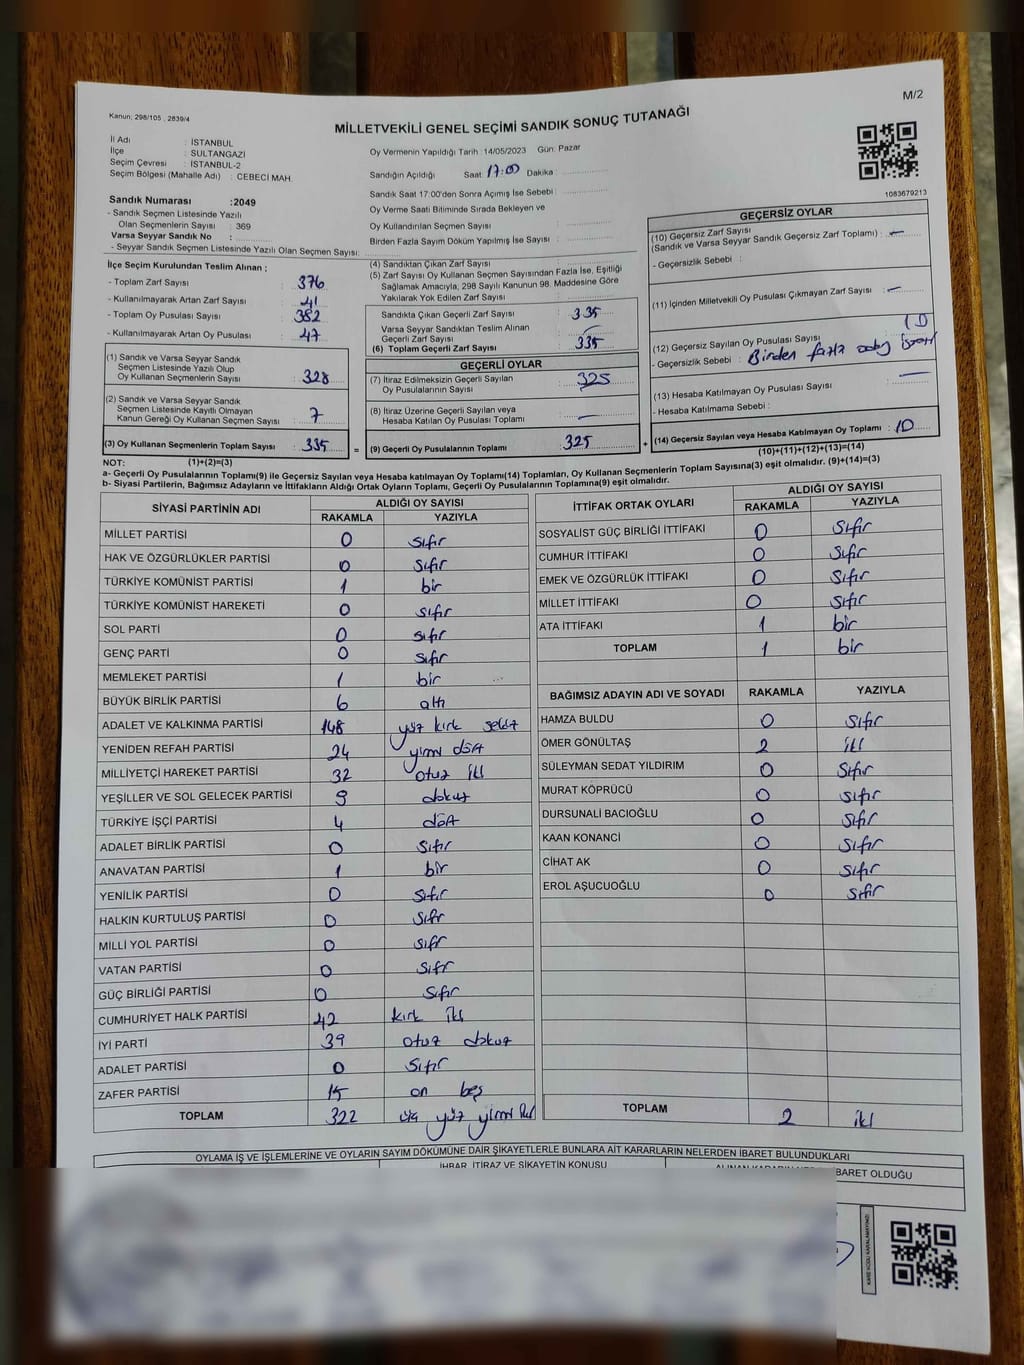 M/2
Kanun: 298/105 , 2839/4
MİLLETVEKİLİ GENEL SEÇİMİ SANDIK SONUÇ TUTANAĞI
İl Adı : İSTANBUL
İlçe : SULTANGAZİ
Seçim Çevresi : İSTANBUL-2
Seçim Bölgesi (Mahalle Adı) : CEBECİ MAH.
Sandık Numarası :2049
- Sandık Seçmen Listesinde Yazılı
Olan Seçmenlerin Sayısı : 369
Varsa Seyyar Sandık No :
- Seyyar Sandık Seçmen Listesinde Yazılı Olan Seçmen Sayısı:
Oy Vermenin Yapıldığı Tarih :14/05/2023 Gün: Pazar
Sandığın Açıldığı Saat: 17:00 Dakika :
Sandık Saat 17:00'den Sonra Açımış İse Sebebi :
Oy Verme Saati Bitiminde Sırada Bekleyen ve
Oy Kullandırılan Seçmen Sayısı :
Birden Fazla Sayım Döküm Yapılmış İse Sayısı :
1083679213
İlçe Seçim Kurulundan Teslim Alınan ;
- Toplam Zarf Sayısı : 376
- Kullanılmayarak Artan Zarf Sayısı : 41
- Toplam Oy Pusulası Sayısı : 382
- Kullanılmayarak Artan Oy Pusulası : 47
(1) Sandık ve Varsa Seyyar Sandık
Seçmen Listesinde Yazılı Olup
Oy Kullanan Seçmenlerin Sayısı : 328
(2) Sandık ve Varsa Seyyar Sandık
Seçmen Listesinde Kayıtlı Olmayan
Kanun Gereği Oy Kullanan Seçmen Sayısı : 7
(3) Oy Kullanan Seçmenlerin Toplam Sayısı : 335
(1)+(2)=(3)
(4) Sandıktan Çıkan Zarf Sayısı :
(5) Zarf Sayısı Oy Kullanan Seçmen Sayısından Fazla İse, Eşitliği
Sağlamak Amacıyla; 298 Sayılı Kanunun 98. Maddesine Göre
Yakılarak Yok Edilen Zarf Sayısı :
Sandıkta Çıkan Geçerli Zarf Sayısı : 335
Varsa Seyyar Sandıktan Teslim Alınan
Geçerli Zarf Sayısı :
(6) Toplam Geçerli Zarf Sayısı : 335
GEÇERLİ OYLAR
(7) İtiraz Edilmeksizin Geçerli Sayılan
Oy Pusulalarının Sayısı : 325
(8) İtiraz Üzerine Geçerli Sayılan veya
Hesaba Katılan Oy Pusulası Toplamı : —
= (9) Geçerli Oy Pusulalarının Toplamı : 325
GEÇERSİZ OYLAR
(10) Geçersiz Zarf Sayısı
(Sandık ve Varsa Seyyar Sandık Geçersiz Zarf Toplamı) : —
- Geçersizlik Sebebi :
(11) İçinden Milletvekili Oy Pusulası Çıkmayan Zarf Sayısı : —
(12) Geçersiz Sayılan Oy Pusulası Sayısı : 10
- Geçersizlik Sebebi : Birden fazla
(13) Hesaba Katılmayan Oy Pusulası Sayısı : —
- Hesaba Katılmama Sebebi :
+ (14) Geçersiz Sayılan veya Hesaba Katılmayan Oy Toplamı : 10
(10)+(11)+(12)+(13)=(14)
NOT:
a- Geçerli Oy Pusulalarının Toplamı(9) ile Geçersiz Sayılan veya Hesaba katılmayan Oy Toplamı(14) Toplamları, Oy Kullanan Seçmenlerin Toplam Sayısına(3) eşit olmalıdır. (9)+(14)=(3)
b- Siyasi Partilerin, Bağımsız Adayların ve İttifakların Aldığı Ortak Oyların Toplamı, Geçerli Oy Pusulalarının Toplamına(9) eşit olmalıdır.
SİYASİ PARTİNİN ADI ALDIĞI OY SAYISI
RAKAMLA YAZIYLA
MİLLET PARTİSİ 0 sıfır
HAK VE ÖZGÜRLÜKLER PARTİSİ 0 sıfır
TÜRKİYE KOMÜNİST PARTİSİ 1 bir
TÜRKİYE KOMÜNİST HAREKETİ 0 sıfır
SOL PARTİ 0 sıfır
GENÇ PARTİ 0 sıfır
MEMLEKET PARTİSİ 1 bir
BÜYÜK BİRLİK PARTİSİ 6 altı
ADALET VE KALKINMA PARTİSİ 148 yüz kırk sekiz
YENİDEN REFAH PARTİSİ 24 yirmi dört
MİLLİYETÇİ HAREKET PARTİSİ 32 otuz iki
YEŞİLLER VE SOL GELECEK PARTİSİ 9 dokuz
TÜRKİYE İŞÇİ PARTİSİ 4 dört
ADALET BİRLİK PARTİSİ 0 sıfır
ANAVATAN PARTİSİ 1 bir
YENİLİK PARTİSİ 0 sıfır
HALKIN KURTULUŞ PARTİSİ 0 sıfır
MİLLİ YOL PARTİSİ 0 sıfır
VATAN PARTİSİ 0 sıfır
GÜÇ BİRLİĞİ PARTİSİ 0 sıfır
CUMHURİYET HALK PARTİSİ 42 kırk iki
İYİ PARTİ 39 otuz dokuz
ADALET PARTİSİ 0 sıfır
ZAFER PARTİSİ 15 on beş
TOPLAM 322 üç yüz yirmi iki
İTTİFAK ORTAK OYLARI ALDIĞI OY SAYISI
RAKAMLA YAZIYLA
SOSYALİST GÜÇ BİRLİĞİ İTTİFAKI 0 sıfır
CUMHUR İTTİFAKI 0 sıfır
EMEK VE ÖZGÜRLÜK İTTİFAKI 0 sıfır
MİLLET İTTİFAKI 0 sıfır
ATA İTTİFAKI 1 bir
TOPLAM 1 bir
BAĞIMSIZ ADAYIN ADI VE SOYADI RAKAMLA YAZIYLA
HAMZA BULDU 0 sıfır
ÖMER GÖNÜLTAŞ 2 iki
SÜLEYMAN SEDAT YILDIRIM 0 sıfır
MURAT KÖPRÜCÜ 0 sıfır
DURSUNALİ BACIOĞLU 0 sıfır
KAAN KONANCİ 0 sıfır
CİHAT AK 0 sıfır
EROL AŞUCUOĞLU 0 sıfır
TOPLAM 2 iki
OYLAMA İŞ VE İŞLEMLERİNE VE OYLARIN SAYIM DÖKÜMÜNE DAİR ŞİKAYETLERLE BUNLARA AİT KARARLARIN NELERDEN İBARET BULUNDUKLARI
İHBAR, İTİRAZ VE ŞİKAYETİN KONUSU
ALINAN KARARIN NEDEN İBARET OLDUĞU
KARE KODU KARALAMAYINIZ!